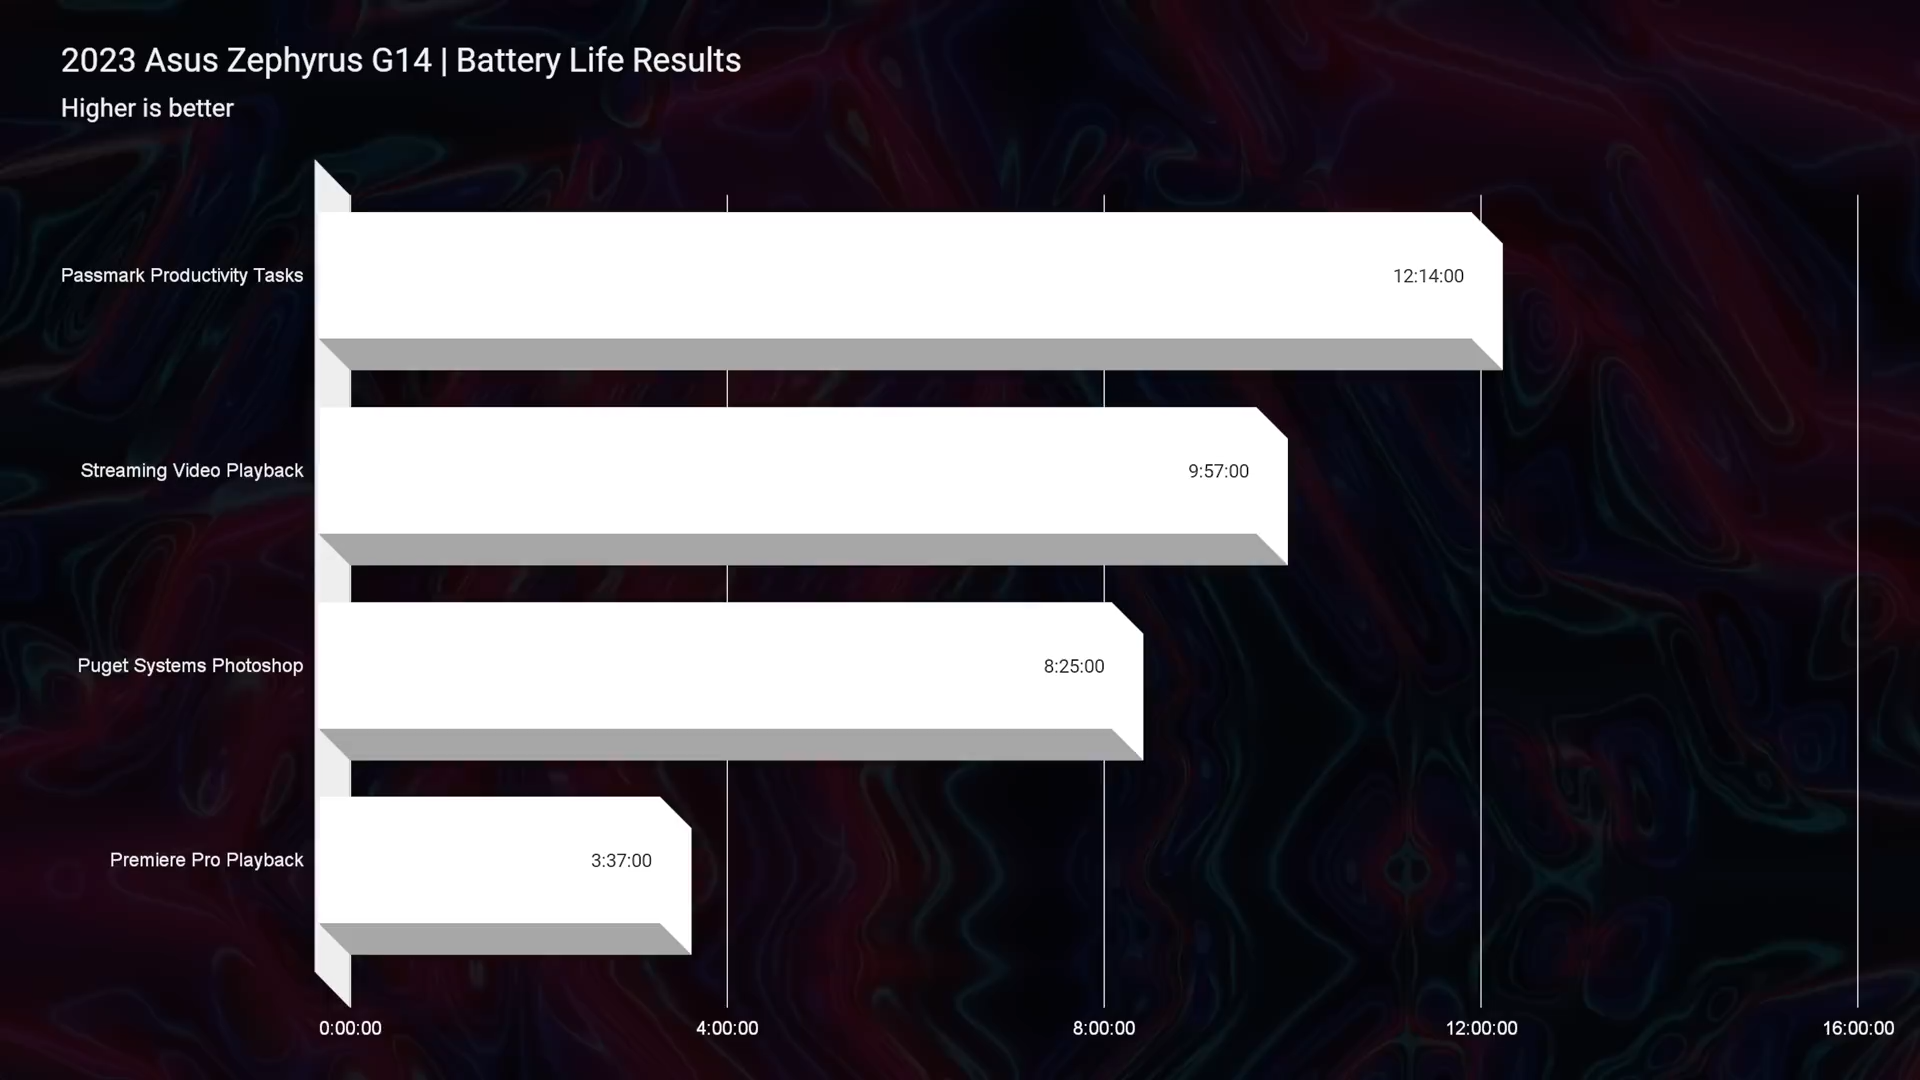 2023 Asus Zephyrus G14 | Battery Life Results
Higher is better
Passmark Productivity Tasks
12:14:00
Streaming Video Playback
9:57:00
Puget Systems Photoshop
8:25:00
Premiere Pro Playback
3:37:00
0:00:00
4:00:00
8:00:00
12:00:00
16:00:00